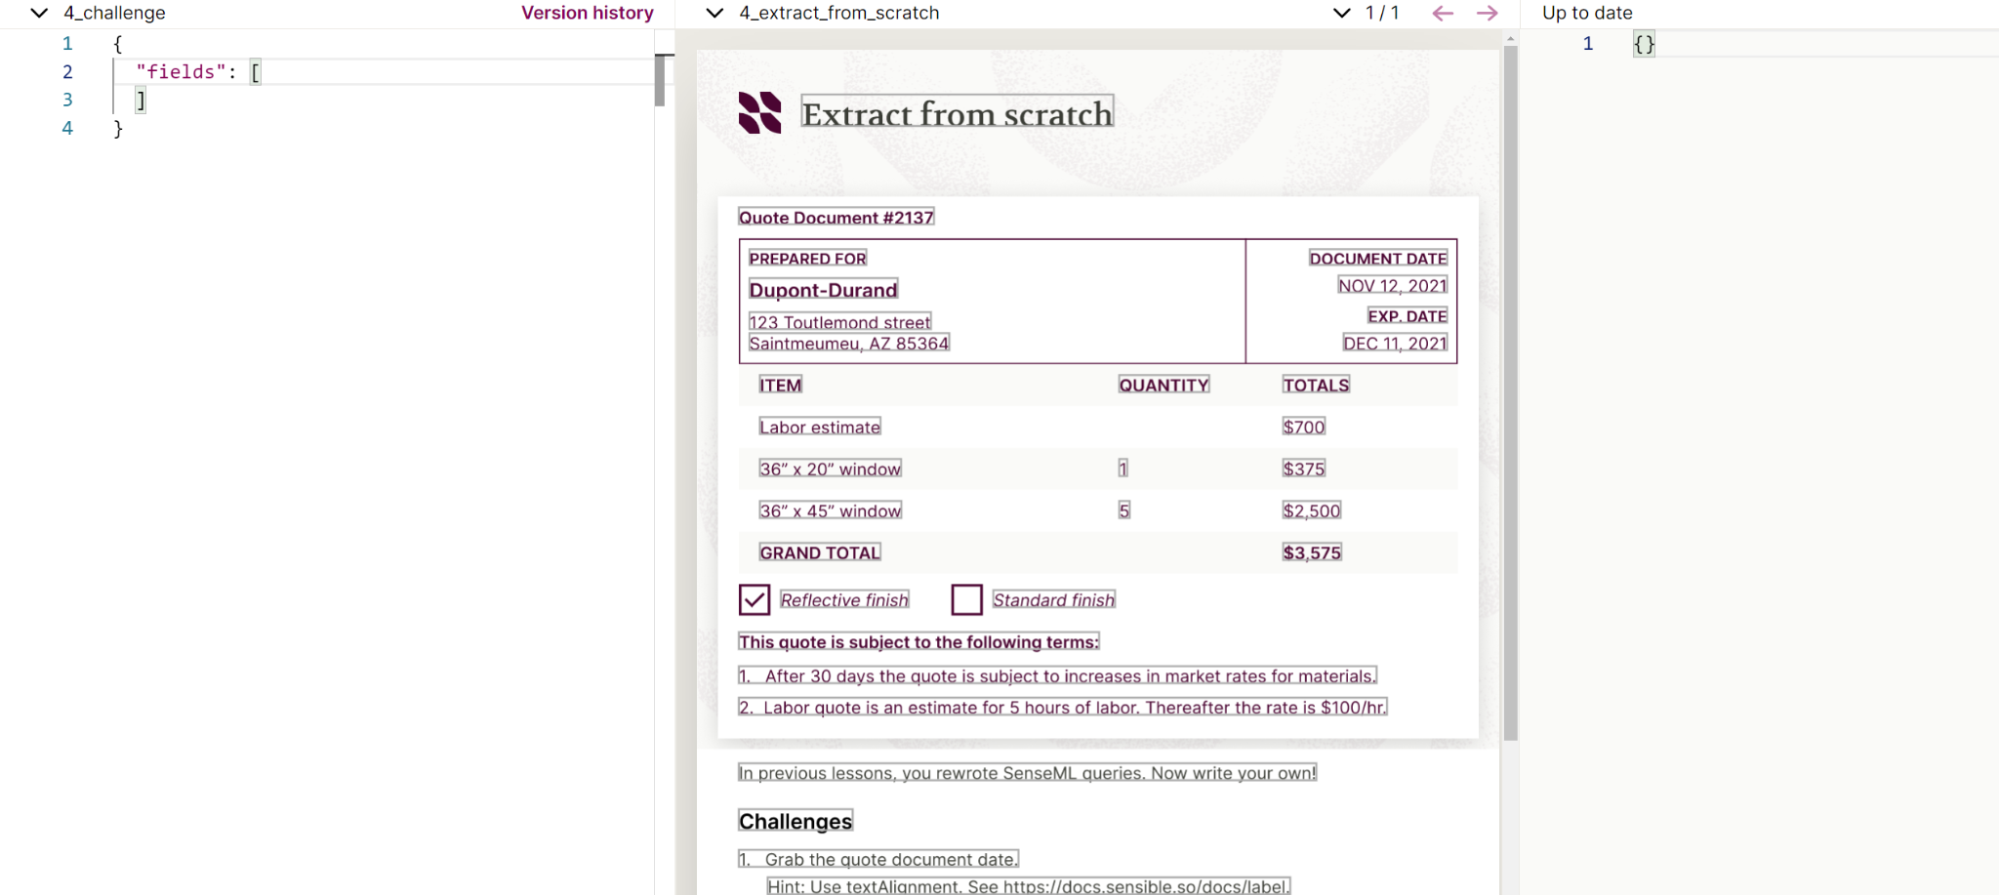 4_challenge
Version history
1 {
2 "fields": [
3 ]
4 }
4_extract_from_scratch
1 / 1
Extract from scratch
Quote Document #2137
PREPARED FOR
Dupont-Durand
123 Toutlemond street
Saintmeumeu, AZ 85364
DOCUMENT DATE
NOV 12, 2021
EXP. DATE
DEC 11, 2021
ITEM QUANTITY TOTALS
Labor estimate $700
36” x 20” window 1 $375
36” x 45” window 5 $2,500
GRAND TOTAL $3,575
Reflective finish Standard finish
This quote is subject to the following terms:
1. After 30 days the quote is subject to increases in market rates for materials.
2. Labor quote is an estimate for 5 hours of labor. Thereafter the rate is $100/hr.
In previous lessons, you rewrote SenseML queries. Now write your own!
Challenges
1. Grab the quote document date.
Hint: Use textAlignment. See https://docs.sensible.so/docs/label.
Up to date
1 {}